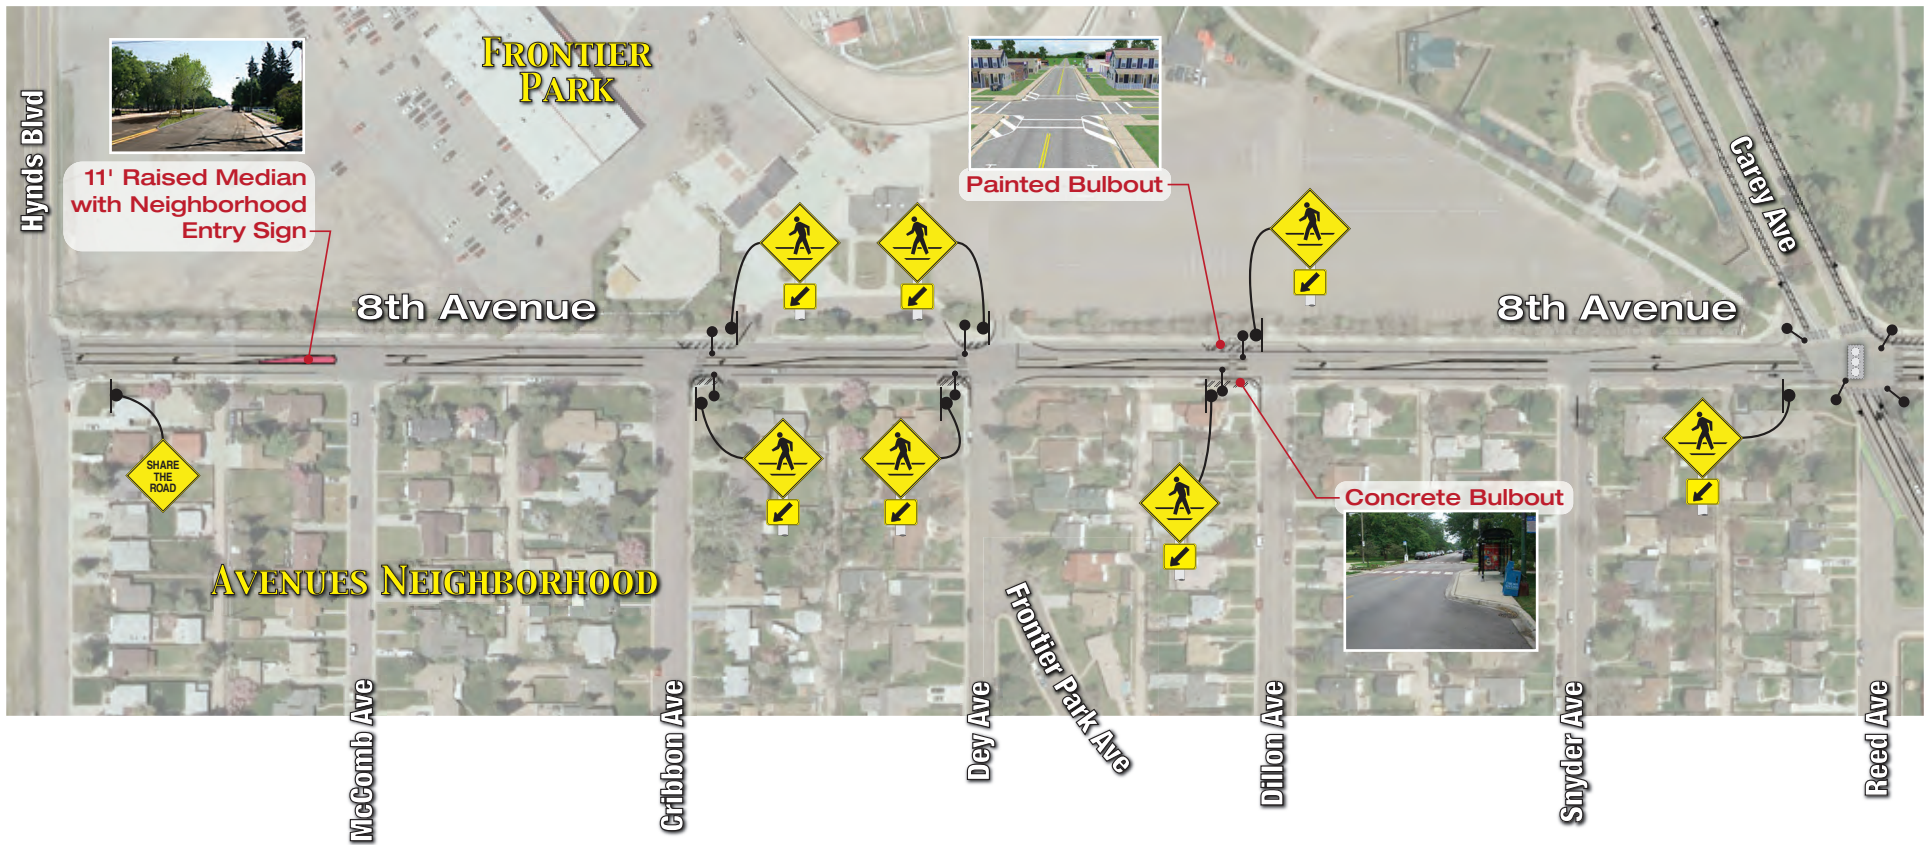 Hynds Blvd
FRONTIER
PARK
11' Raised Median
with Neighborhood
Entry Sign
Painted Bulbout
Carey Ave
8th Avenue
8th Avenue
SHARE
THE
ROAD
Concrete Bulbout
AVENUES NEIGHBORHOOD
McComb Ave
Cribbon Ave
Dey Ave
Frontier Park Ave
Dillon Ave
Snyder Ave
Reed Ave